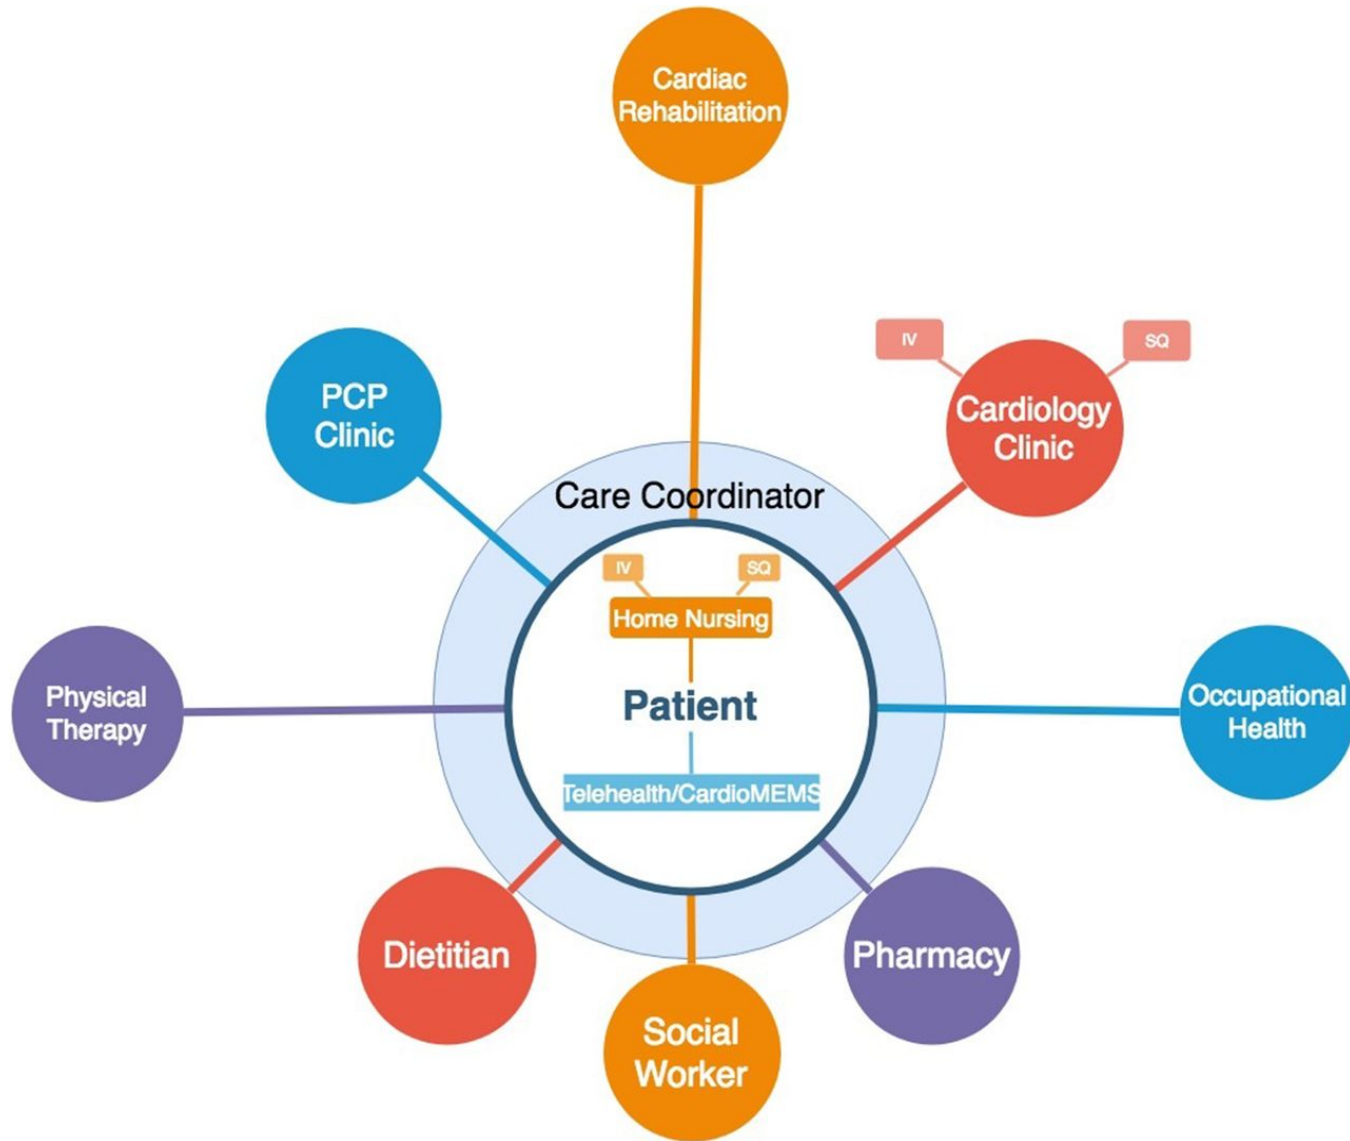 Cardiac
Rehabilitation
IV
SQ
PCP
Clinic
Cardiology
Clinic
Care Coordinator
IV
SQ
Home Nursing
Physical
Therapy
Patient
Occupational
Health
Telehealth/CardioMEMS
Dietitian
Pharmacy
Social
Worker